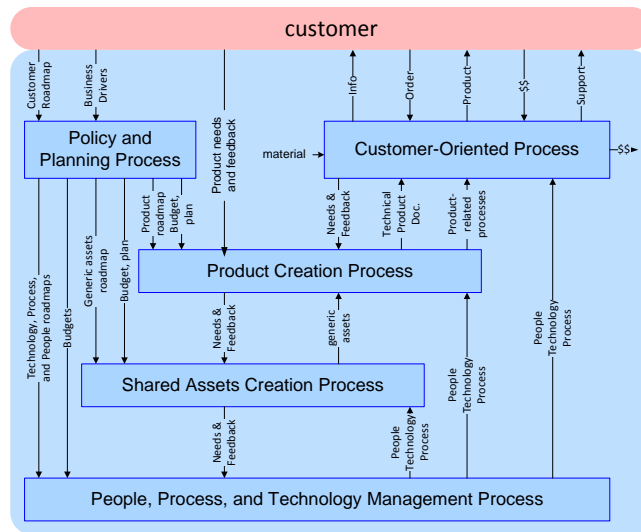 customer
Customer
Roadmap
Business
Drivers
Product needs
and feedback
Info
Order
Product
$$
Support
Policy and
Planning Process
material
Customer-Oriented Process
$$
Product
roadmap
Budget,
plan
Needs &
Feedback
Technical
Product
Doc.
Product-
related
processes
Technology, Process,
and People roadmaps
Budgets
Generic assets
roadmap
Budget, plan
Product Creation Process
Needs &
Feedback
generic
assets
People
Technology
Process
People
Technology
Process
Shared Assets Creation Process
Needs &
Feedback
People
Technology
Process
People, Process, and Technology Management Process